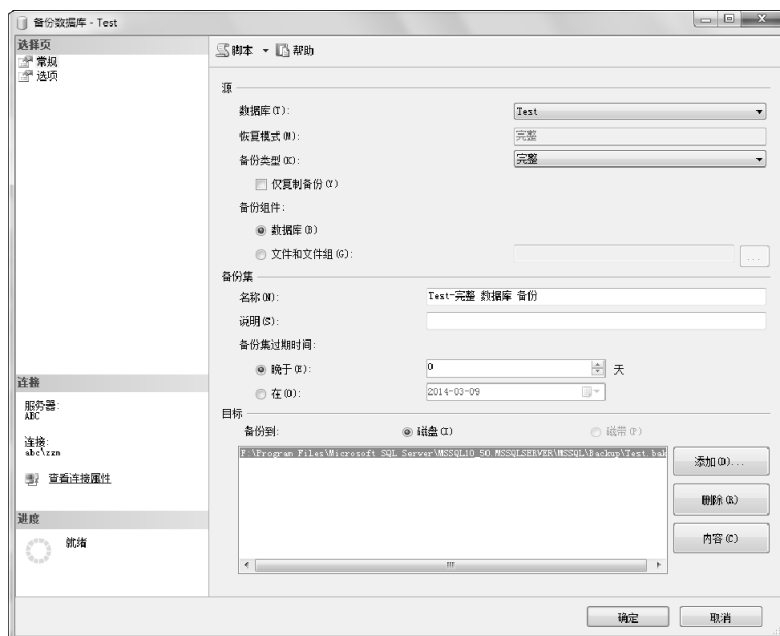 备份数据库 - Test
选择页
常规
选项
脚本 帮助
源
数据库(T): Test
恢复模式(M): 完整
备份类型(K): 完整
仅复制备份(Y)
备份组件:
数据库(B)
文件和文件组(G): ...
备份集
名称(N): Test-完整 数据库 备份
说明(S):
备份集过期时间:
晚于(E): 0 天
在(O): 2014-03-09
目标
备份到: 磁盘(I) 磁带(P)
F:\Program Files\Microsoft SQL Server\MSSQL10_50.MSSQLSERVER\MSSQL\Backup\Test.bak
添加(D)...
删除(R)
内容(C)
连接
服务器:
ABC
连接:
abc\zzn
查看连接属性
进度
就绪
确定 取消